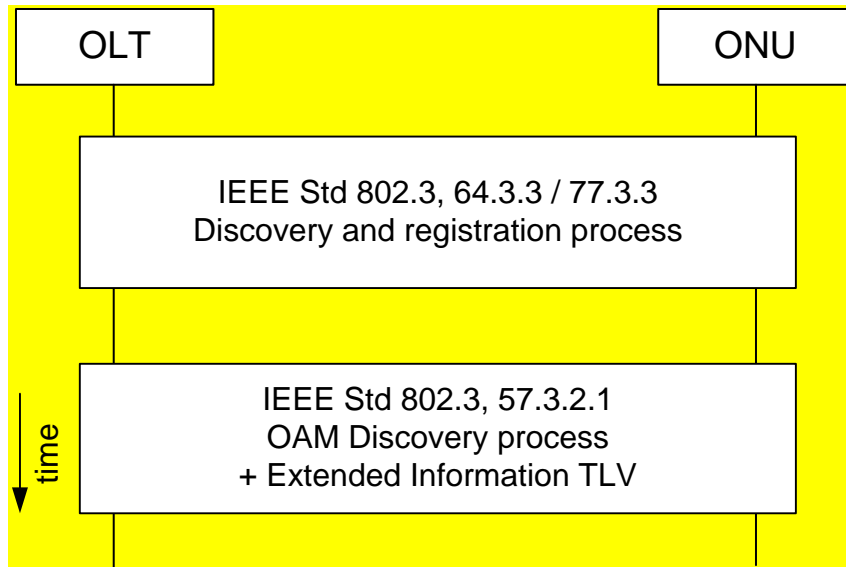 OLT
ONU
IEEE Std 802.3, 64.3.3 / 77.3.3
Discovery and registration process
IEEE Std 802.3, 57.3.2.1
OAM Discovery process
+ Extended Information TLV
time